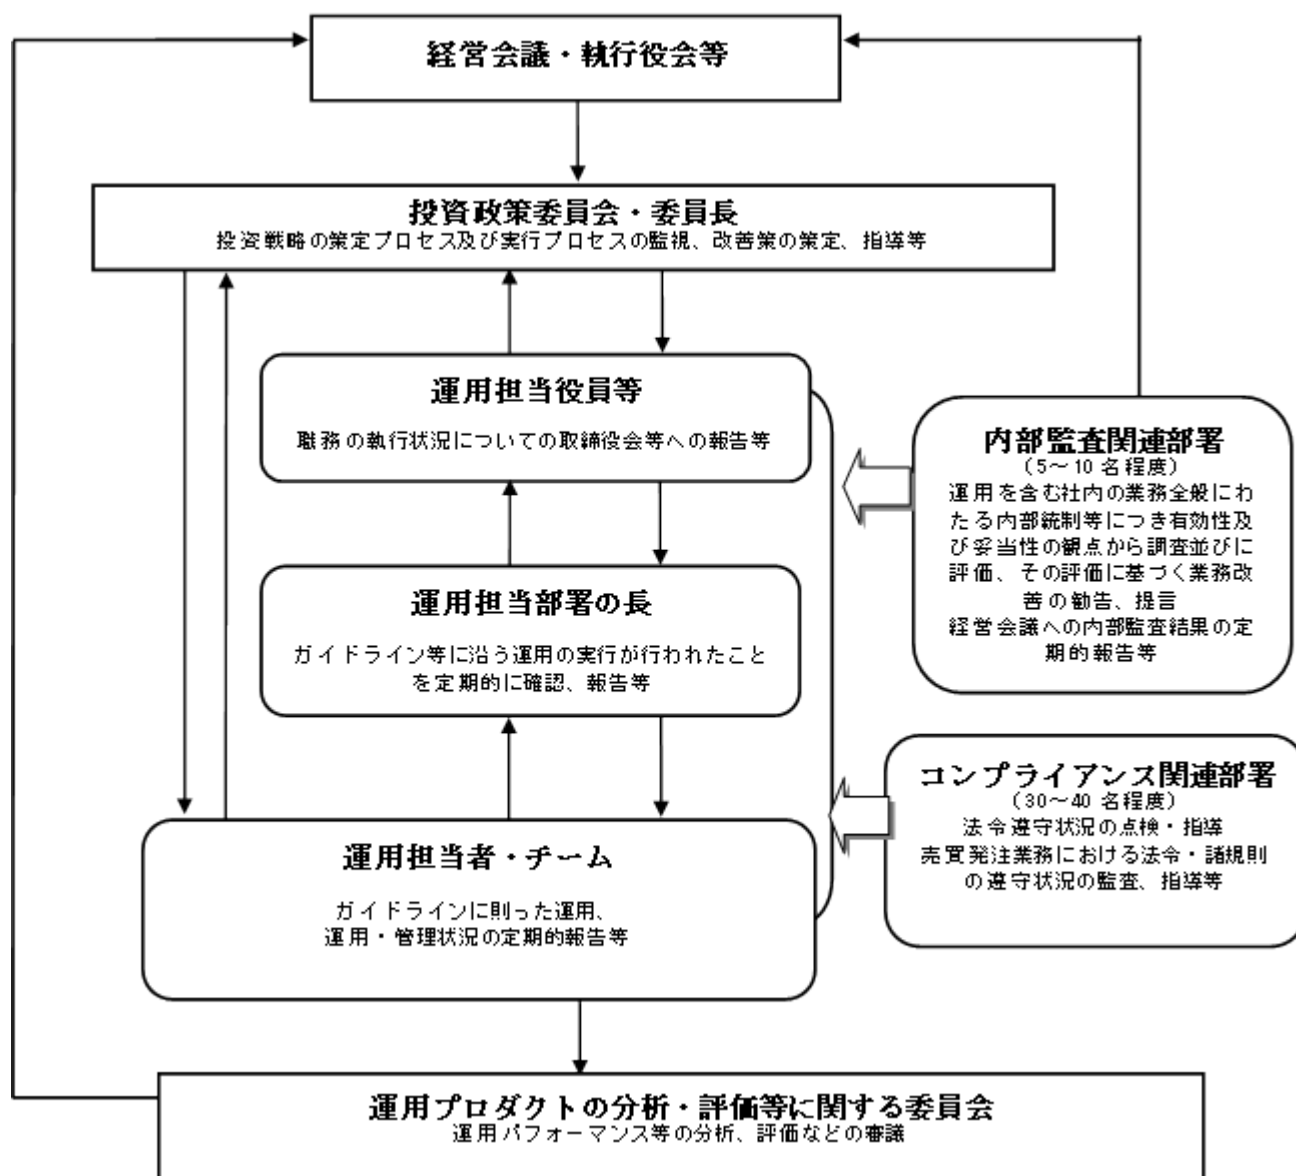 経営会議・執行役会等
投資政策委員会・委員長
投資戦略の策定プロセス及び実行プロセスの監視、改善策の策定、指導等
運用担当役員等
職務の執行状況についての取締役会等への報告等
運用担当部署の長
ガイドライン等に沿う運用の実行が行われたこと
を定期的に確認、報告等
運用担当者・チーム
ガイドラインに則った運用、
運用・管理状況の定期的報告等
内部監査関連部署
（5～10 名程度）
運用を含む社内の業務全般にわ
たる内部統制等につき有効性及
び妥当性の観点から調査並びに
評価、その評価に基づく業務改
善の勧告、提言
経営会議への内部監査結果の定
期的報告等
コンプライアンス関連部署
（30～40 名程度）
法令遵守状況の点検・指導
売買発注業務における法令・諸規則
の遵守状況の監査、指導等
運用プロダクトの分析・評価等に関する委員会
運用パフォーマンス等の分析、評価などの審議